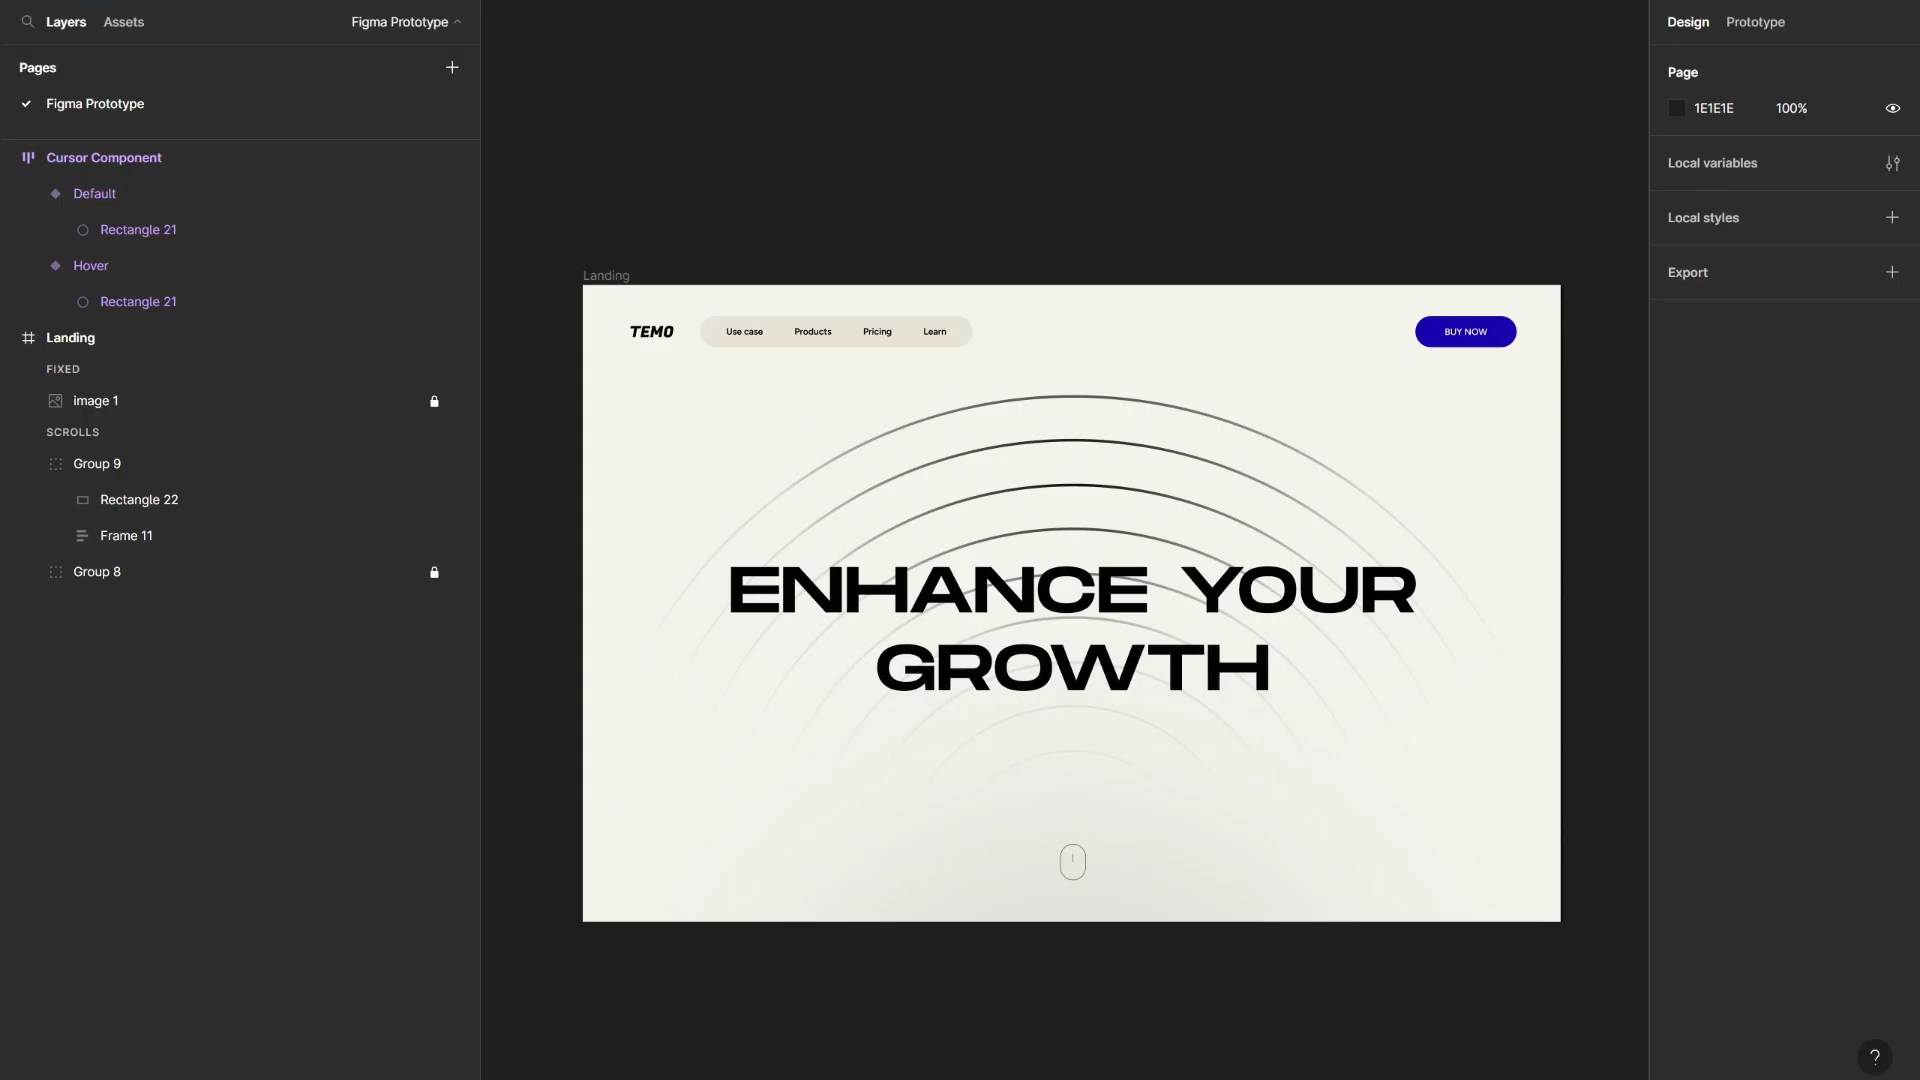 Layers Assets Figma Prototype
Pages
Figma Prototype
Cursor Component
Default
Rectangle 21
Hover
Rectangle 21
Landing
FIXED
image 1
SCROLLS
Group 9
Rectangle 22
Frame 11
Group 8
Landing
TEMO Use case Products Pricing Learn BUY NOW
ENHANCE YOUR
GROWTH
Design Prototype
Page
1E1E1E 100%
Local variables
Local styles
Export
?